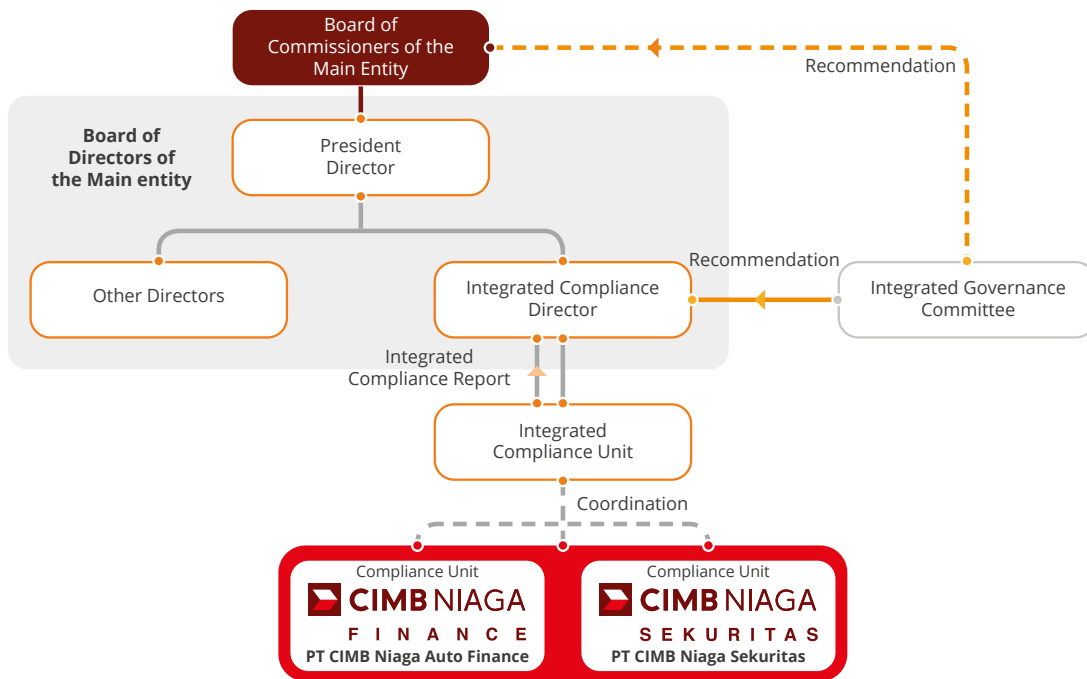 Board of
Commissioners of the
Main Entity
Recommendation
Board of
Directors of
the Main entity
President
Director
Other Directors
Integrated Compliance
Director
Recommendation
Integrated Governance
Committee
Integrated
Compliance Report
Integrated
Compliance Unit
Coordination
Compliance Unit
CIMB NIAGA
FINANCE
PT CIMB Niaga Auto Finance
Compliance Unit
CIMB NIAGA
SEKURITAS
PT CIMB Niaga Sekuritas